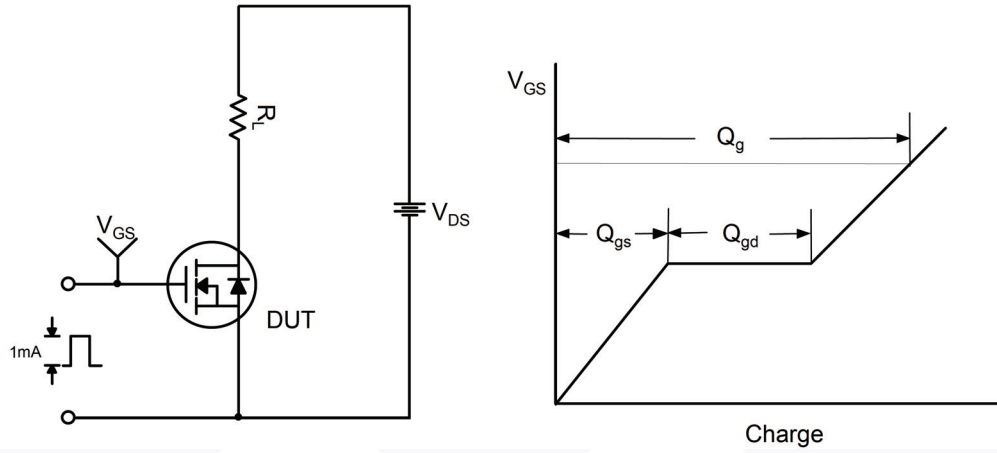 R_L
V_DS
V_GS
DUT
1mA
V_GS
Q_g
Q_gs
Q_gd
Charge